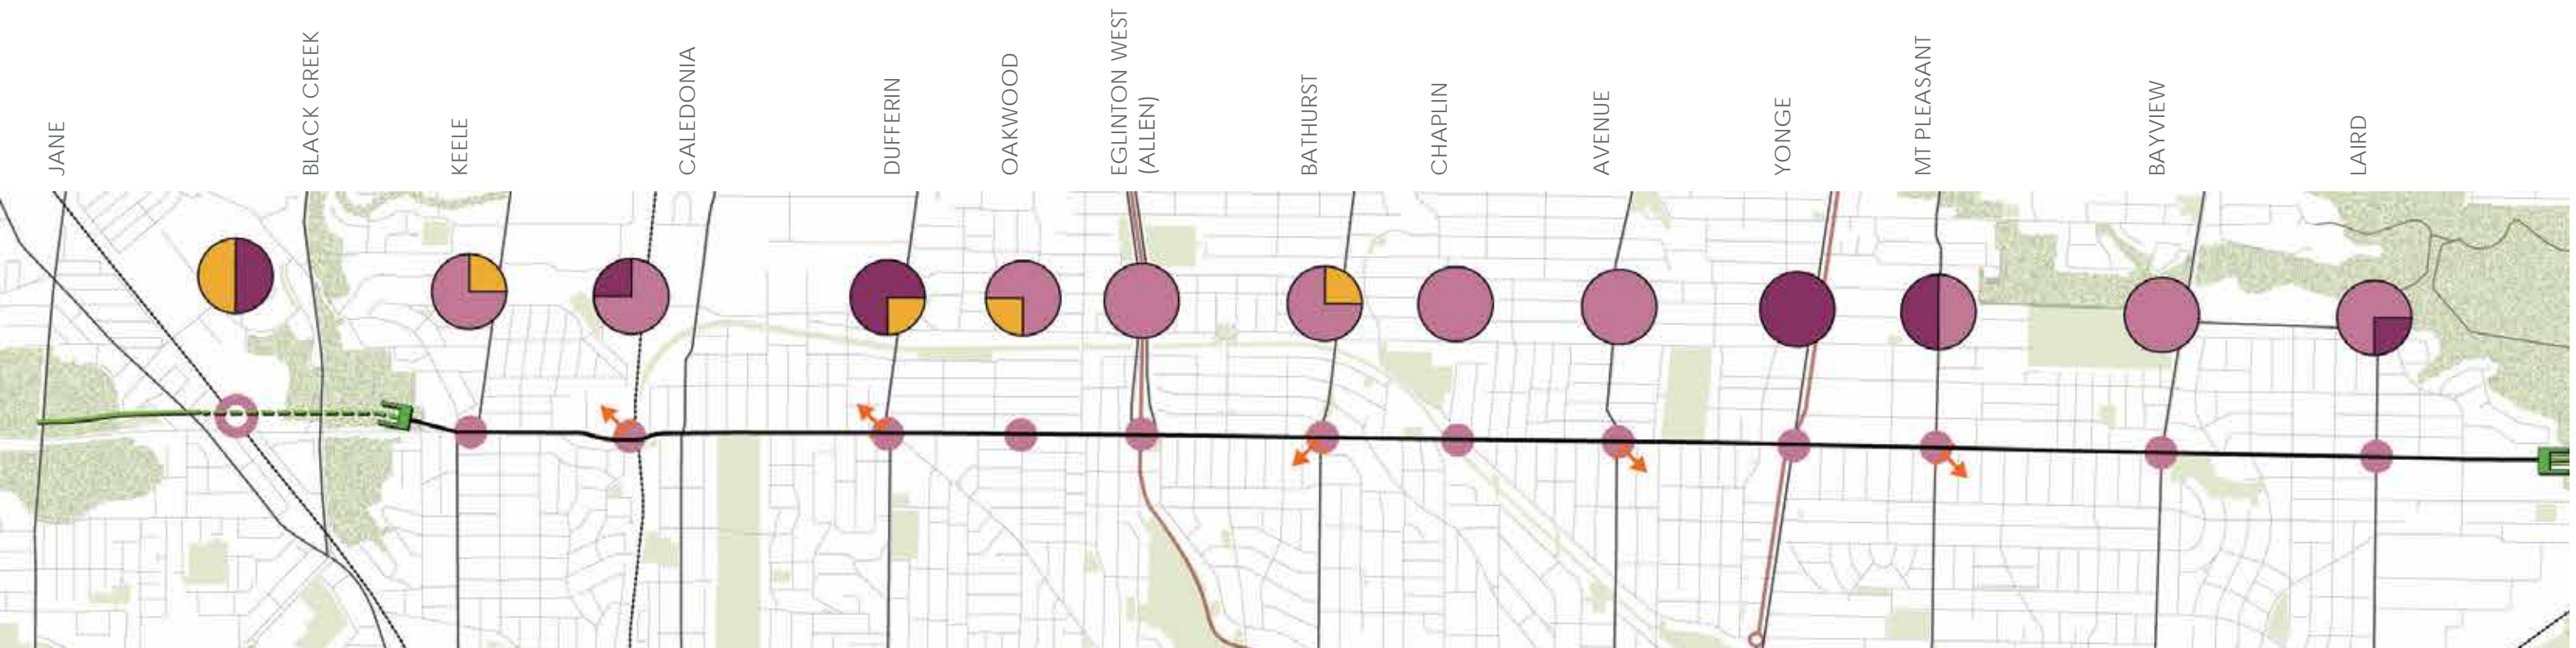 JANE
BLACK CREEK
KEELE
CALEDONIA
DUFFERIN
OAKWOOD
EGLINTON WEST
(ALLEN)
BATHURST
CHAPLIN
AVENUE
YONGE
MT PLEASANT
BAYVIEW
LAIRD